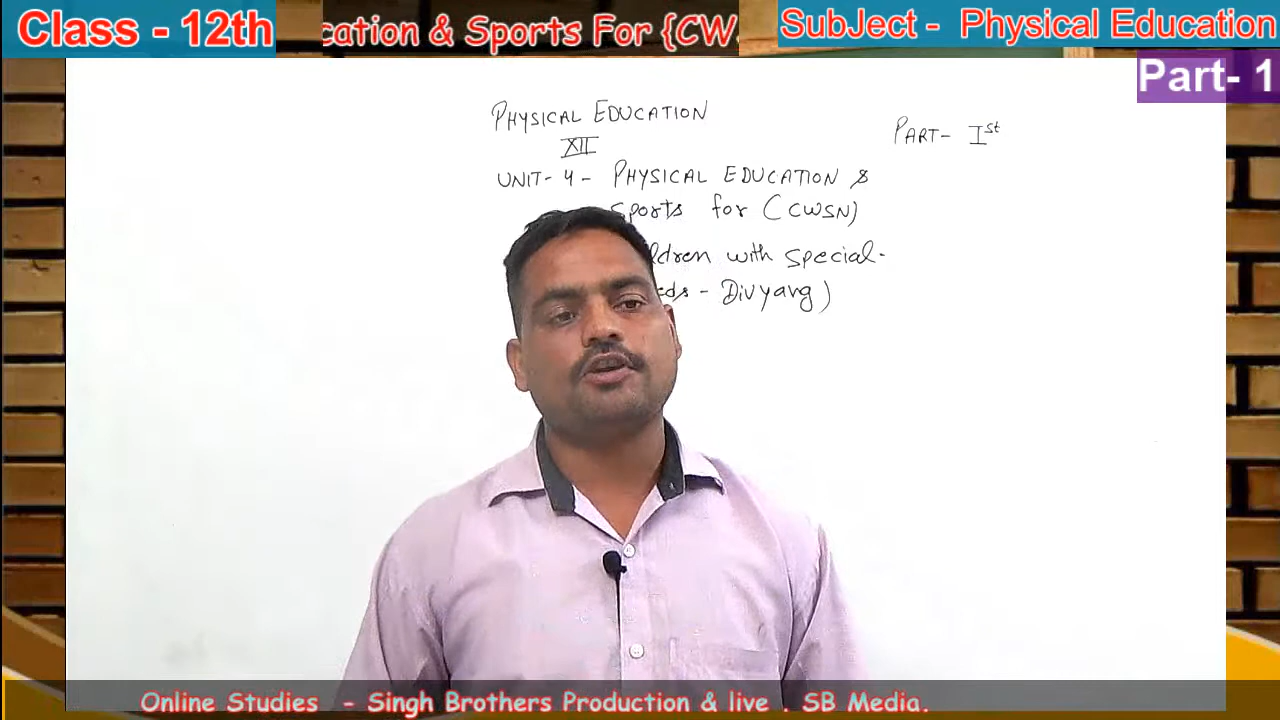 Class - 12th
cation & Sports For {CW
SubJect - Physical Education
Part- 1
PHYSICAL EDUCATION
XII
PART- Ist
UNIT- 4 - PHYSICAL EDUCATION &
Sports for (CWSN)
ldren with special-
eds - Divyang)
Online Studies - Singh Brothers Production & live . SB Media.